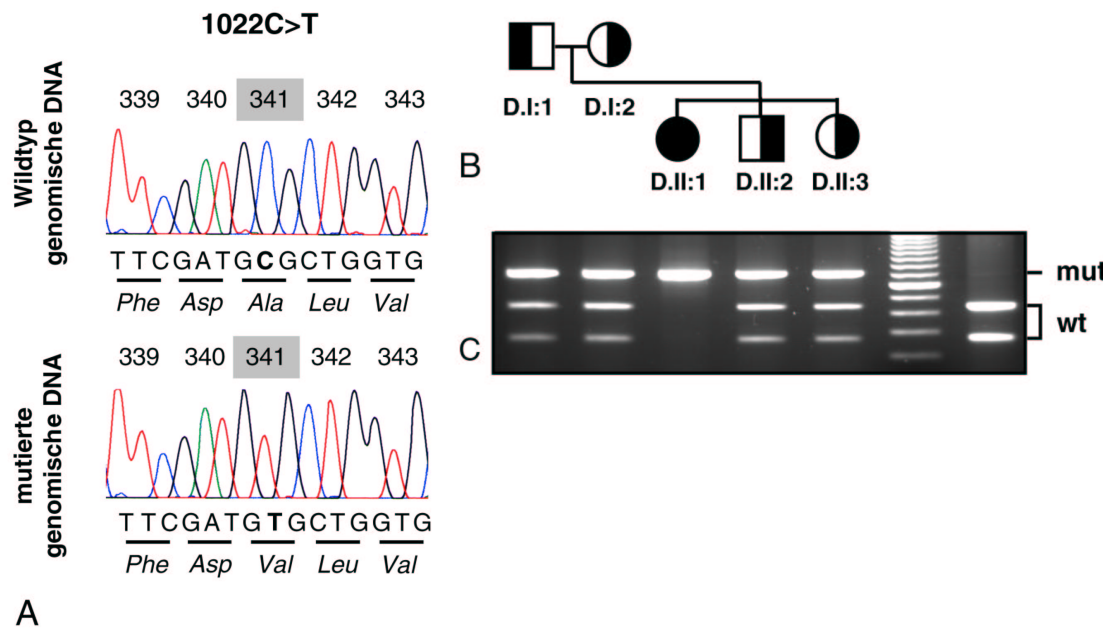 1022C>T
Wildtyp
genomische DNA
339 340 341 342 343
TTCGATGCGCTGGTG
Phe Asp Ala Leu Val
mutierte
genomische DNA
339 340 341 342 343
TTCGATGTGCTGGTG
Phe Asp Val Leu Val
A
D.I:1 D.I:2
B
D.II:1 D.II:2 D.II:3
mut
wt
C